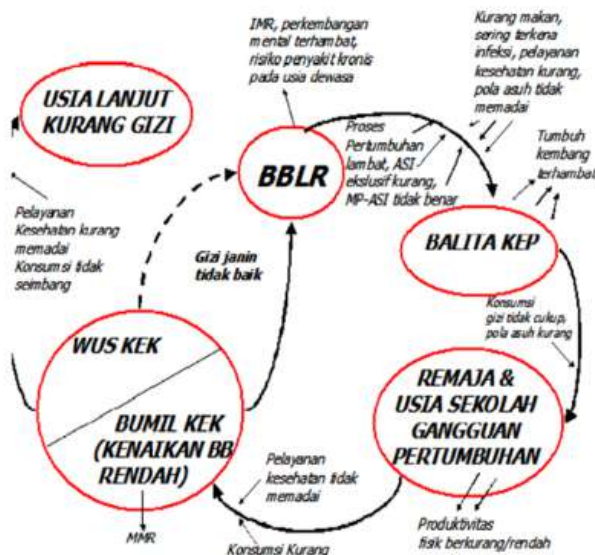 IMR, perkembangan
mental terhambat,
risiko penyakit kronis
pada usia dewasa
Kurang makan,
sering terkena
infeksi, pelayanan
kesehatan kurang,
pola asuh tidak
memadai
USIA LANJUT
KURANG GIZI
BBLR
Proses
Pertumbuhan
lambat, ASI
ekslusif kurang,
MP-ASI tidak benar
Tumbuh
kembang
terhambat
Pelayanan
Kesehatan kurang
memadai
Konsumsi tidak
seimbang
Gizi janin
tidak baik
BALITA KEP
Konsumsi
gizi tidak cukup,
pola asuh kurang
WUS KEK
BUMIL KEK
(KENAIKAN BB
RENDAH)
REMAJA &
USIA SEKOLAH
GANGGUAN
PERTUMBUHAN
Pelayanan
kesehatan tidak
memadai
MMR
Konsumsi Kurang
Produktivitas
fisik berkurang/rendah